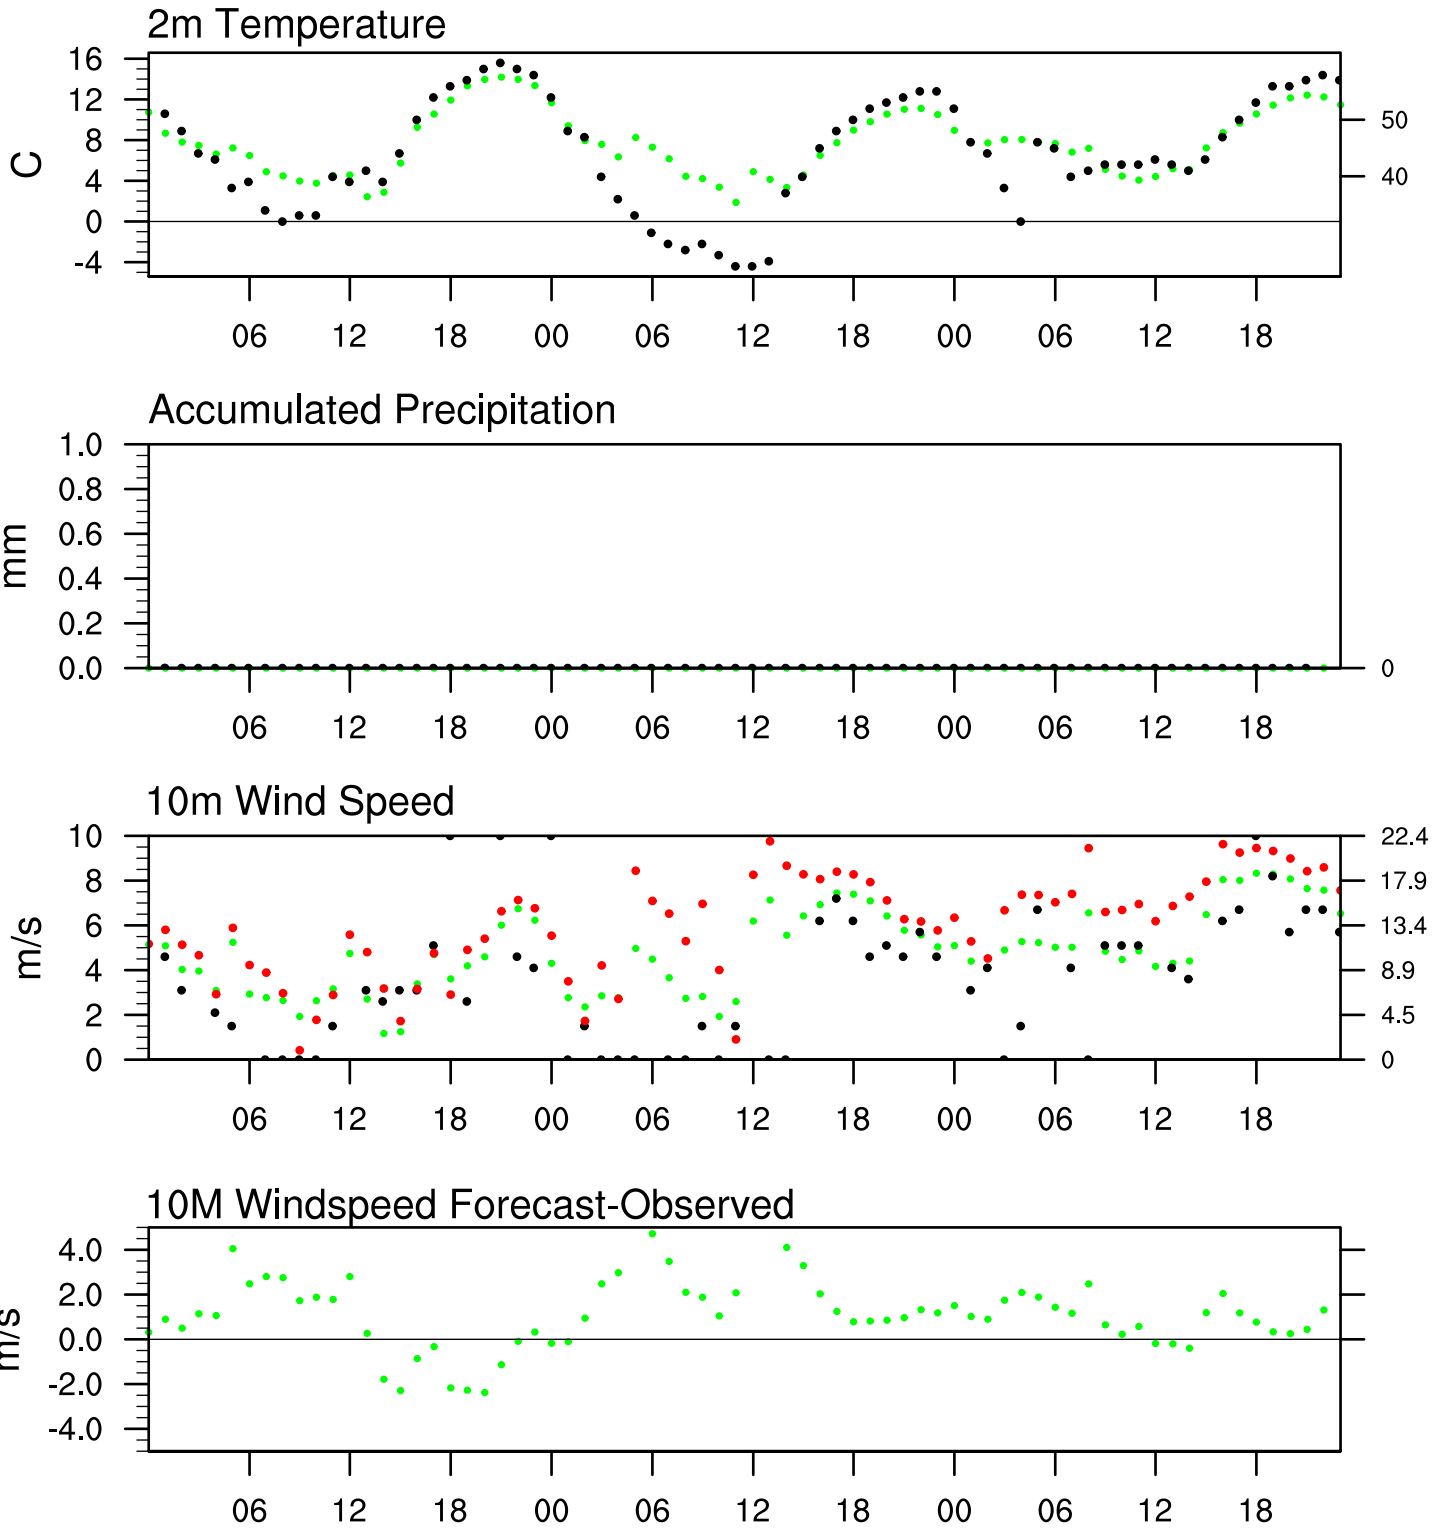 2m Temperature
16
12
8
4
0
-4
C
50
40
06 12 18 00 06 12 18 00 06 12 18
Accumulated Precipitation
1.0
0.8
0.6
0.4
0.2
0.0
mm
0
06 12 18 00 06 12 18 00 06 12 18
10m Wind Speed
10
8
6
4
2
0
m/s
22.4
17.9
13.4
8.9
4.5
0
06 12 18 00 06 12 18 00 06 12 18
10M Windspeed Forecast-Observed
4.0
2.0
0.0
-2.0
-4.0
m/s
06 12 18 00 06 12 18 00 06 12 18